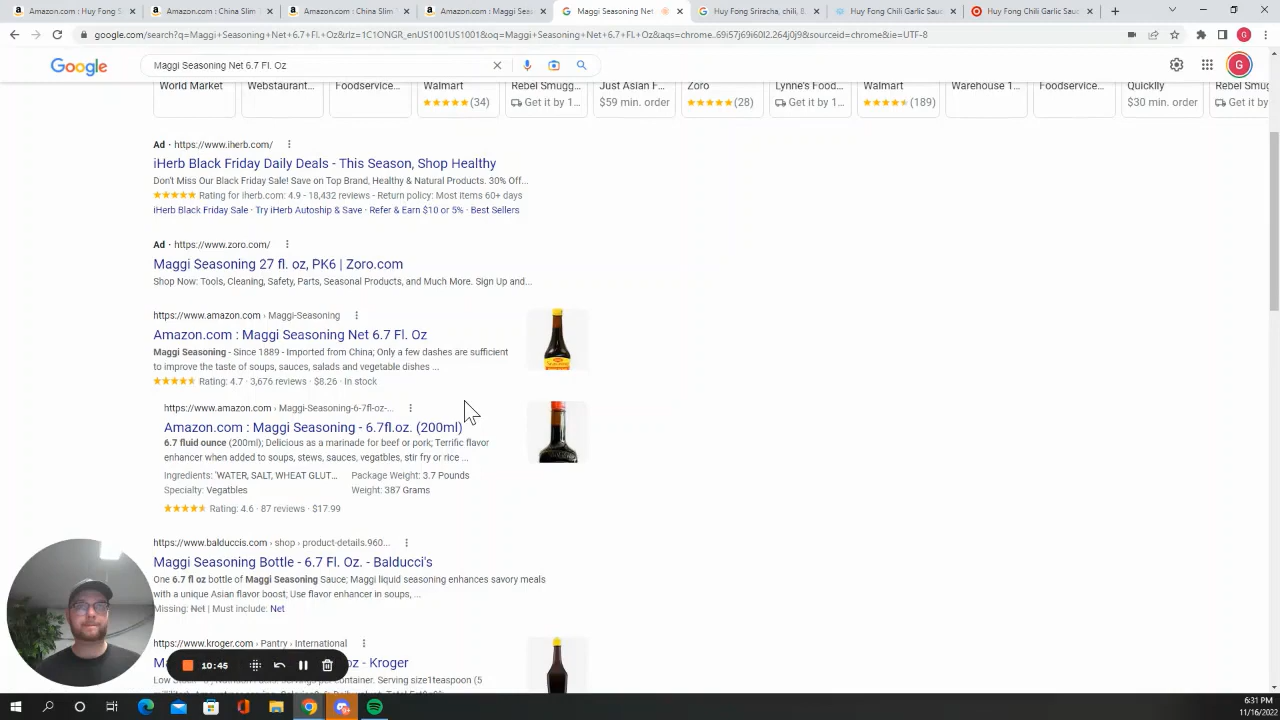 Amazon.com : Huy Fong S
Amazon.com : China Slim T
Amazon.com : China Slim T
Amazon.com : Maggi Seas
Maggi Seasoning Net
Huy Fong Sriracha, chili, 8.
Huy Fong Chili Garlic Sauc
Huy Fong Chili Garlic Sauc
google.com/search?q=Maggi+Seasoning+Net+6.7+Fl.+Oz&rlz=1C1ONGR_enUS1001US1001&oq=Maggi+Seasoning+Net+6.7+Fl.+Oz&aqs=chrome..69i57j69i60l2.264j0j9&sourceid=chrome&ie=UTF-8
G
Google
Maggi Seasoning Net 6.7 Fl. Oz
G
World Market
Webstaurant...
Foodservice...
Walmart
Rebel Smugg...
Just Asian F...
Zoro
Lynne's Food...
Walmart
Warehouse 1...
Foodservice...
Quicklly
Rebel Smug
(34)
Get it by 1...
$59 min. order
(28)
Get it by 1...
(189)
$30 min. order
Get it by 1
Ad · https://www.iherb.com/
iHerb Black Friday Daily Deals - This Season, Shop Healthy
Don't Miss Our Black Friday Sale! Save on Top Brand, Healthy & Natural Products. 30% Off...
Rating for iherb.com: 4.9 - 18,432 reviews - Return policy: Most Items 60+ days
iHerb Black Friday Sale · Try iHerb Autoship & Save · Refer & Earn $10 or 5% · Best Sellers
Ad · https://www.zoro.com/
Maggi Seasoning 27 fl. oz, PK6 | Zoro.com
Shop Now: Tools, Cleaning, Safety, Parts, Seasonal Products, and Much More. Sign Up and...
https://www.amazon.com › Maggi-Seasoning
Amazon.com : Maggi Seasoning Net 6.7 Fl. Oz
Maggi Seasoning - Since 1889 - Imported from China; Only a few dashes are sufficient
to improve the taste of soups, sauces, salads and vegetable dishes ...
Rating: 4.7 · 3,676 reviews · $8.26 · In stock
https://www.amazon.com › Maggi-Seasoning-6-7fl-oz-...
Amazon.com : Maggi Seasoning - 6.7fl.oz. (200ml)
6.7 fluid ounce (200ml); Delicious as a marinade for beef or pork; Terrific flavor
enhancer when added to soups, stews, sauces, vegatbles, stir fry or rice ...
Ingredients: 'WATER, SALT, WHEAT GLUT...
Package Weight: 3.7 Pounds
Specialty: Vegatbles
Weight: 387 Grams
Rating: 4.6 · 87 reviews · $17.99
https://www.balduccis.com › shop › product-details.960...
Maggi Seasoning Bottle - 6.7 Fl. Oz. - Balducci's
One 6.7 fl oz bottle of Maggi Seasoning Sauce; Maggi liquid seasoning enhances savory meals
with a unique Asian flavor boost; Use flavor enhancer in soups, ...
Missing: Net | Must include: Net
https://www.kroger.com › Pantry › International
oz - Kroger
10:45
6:31 PM
11/16/2022